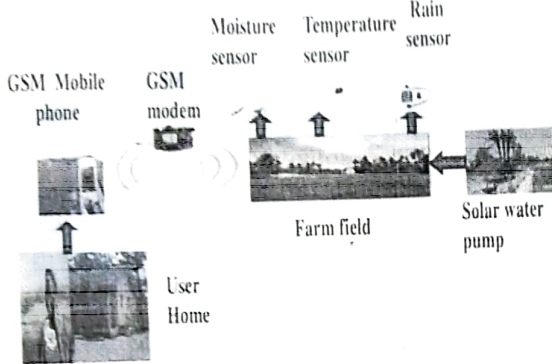 Moisture
sensor
Temperature
sensor
Rain
sensor
GSM Mobile
phone
GSM
modem
Farm field
Solar water
pump
User
Home